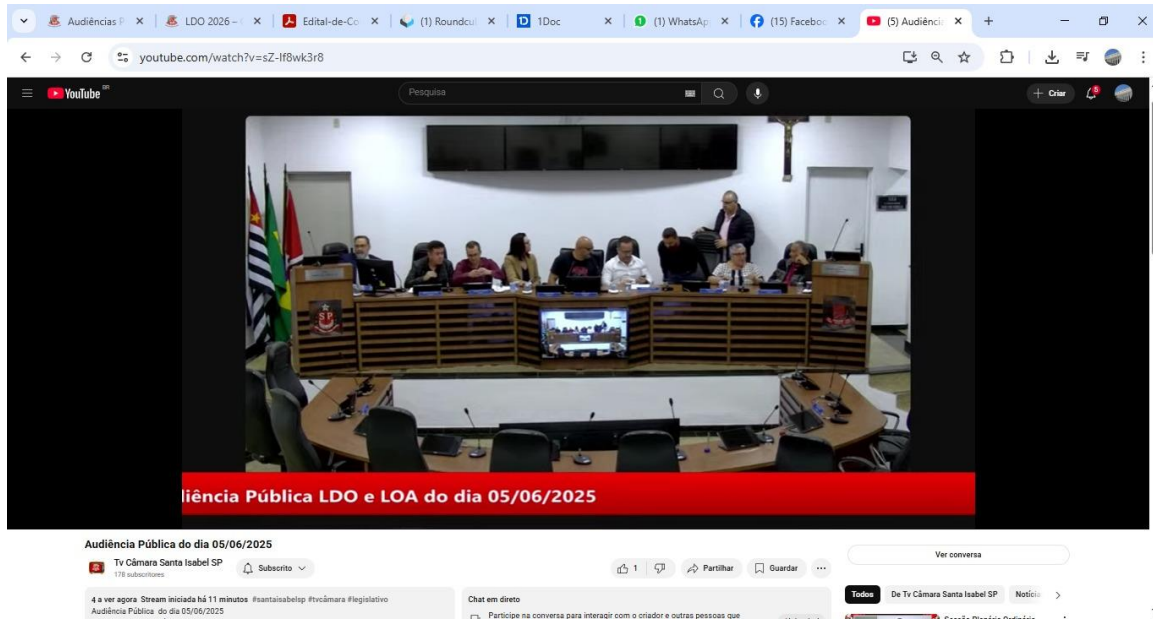 Audiências P
LDO 2026 –
Edital-de-Co
(1) Roundcu
1Doc
(1) WhatsAp
(15) Faceboo
(5) Audiênci
youtube.com/watch?v=sZ-lf8wk3r8
YouTube BR
Pesquisa
Criar
5
SP
liência Pública LDO e LOA do dia 05/06/2025
Audiência Pública do dia 05/06/2025
Tv Câmara Santa Isabel SP
178 subscritores
Subscrito
1
Partilhar
Guardar
Ver conversa
4 a ver agora Stream iniciada há 11 minutos #santaisabelsp #tvcâmara #legislativo
Audiência Pública do dia 05/06/2025
Chat em direto
Participe na conversa para interagir com o criador e outras pessoas que
Todos
De Tv Câmara Santa Isabel SP
Notícia